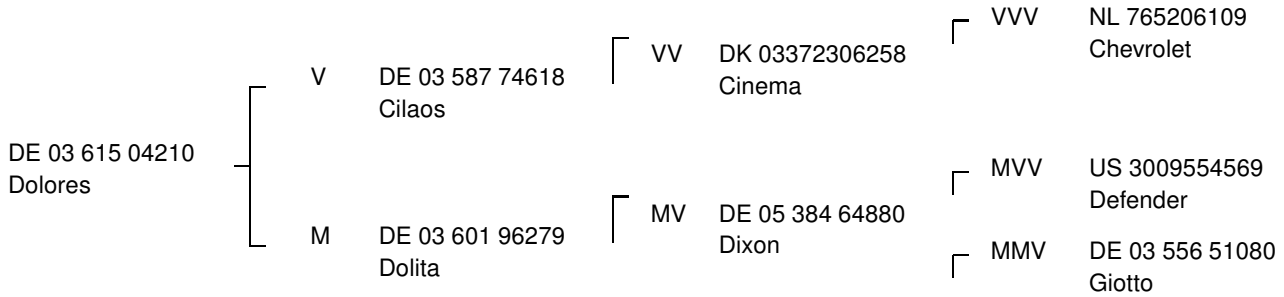 VVV NL 765206109
Chevrolet
VV DK 03372306258
Cinema
V DE 03 587 74618
Cilaos
DE 03 615 04210
Dolores
MVV US 3009554569
Defender
MV DE 05 384 64880
Dixon
M DE 03 601 96279
Dolita
MMV DE 03 556 51080
Giotto